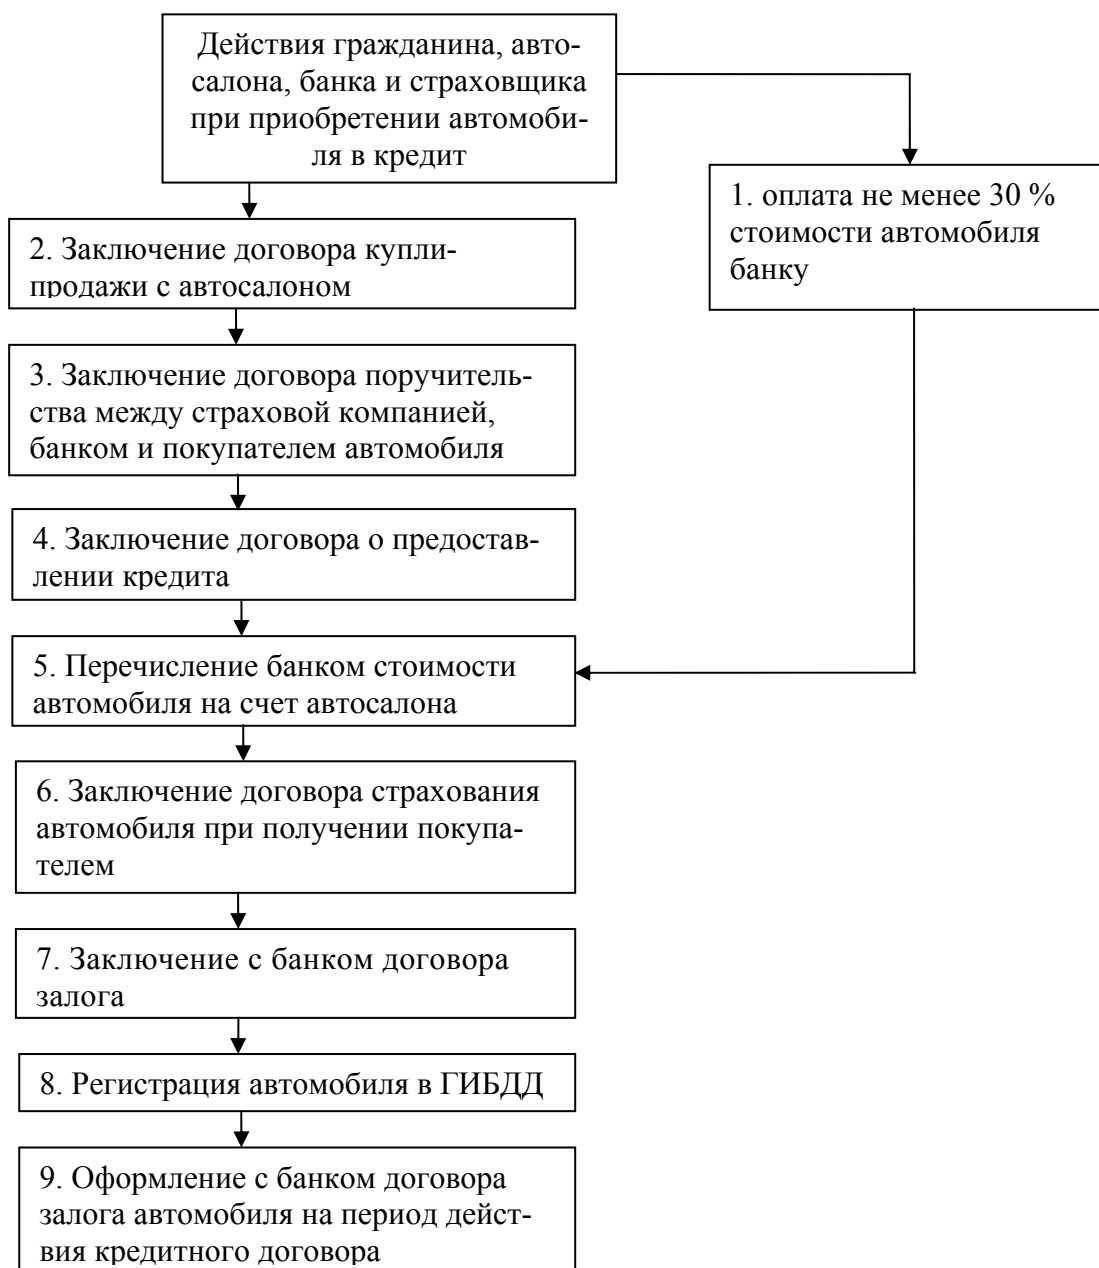 Действия гражданина, авто-
салона, банка и страховщика
при приобретении автомоби-
ля в кредит
1. оплата не менее 30 %
стоимости автомобиля
банку
2. Заключение договора купли-
продажи с автосалоном
3. Заключение договора поручитель-
ства между страховой компанией,
банком и покупателем автомобиля
4. Заключение договора о предостав-
лении кредита
5. Перечисление банком стоимости
автомобиля на счет автосалона
6. Заключение договора страхования
автомобиля при получении покупа-
телем
7. Заключение с банком договора
залога
8. Регистрация автомобиля в ГИБДД
9. Оформление с банком договора
залога автомобиля на период дейст-
вия кредитного договора